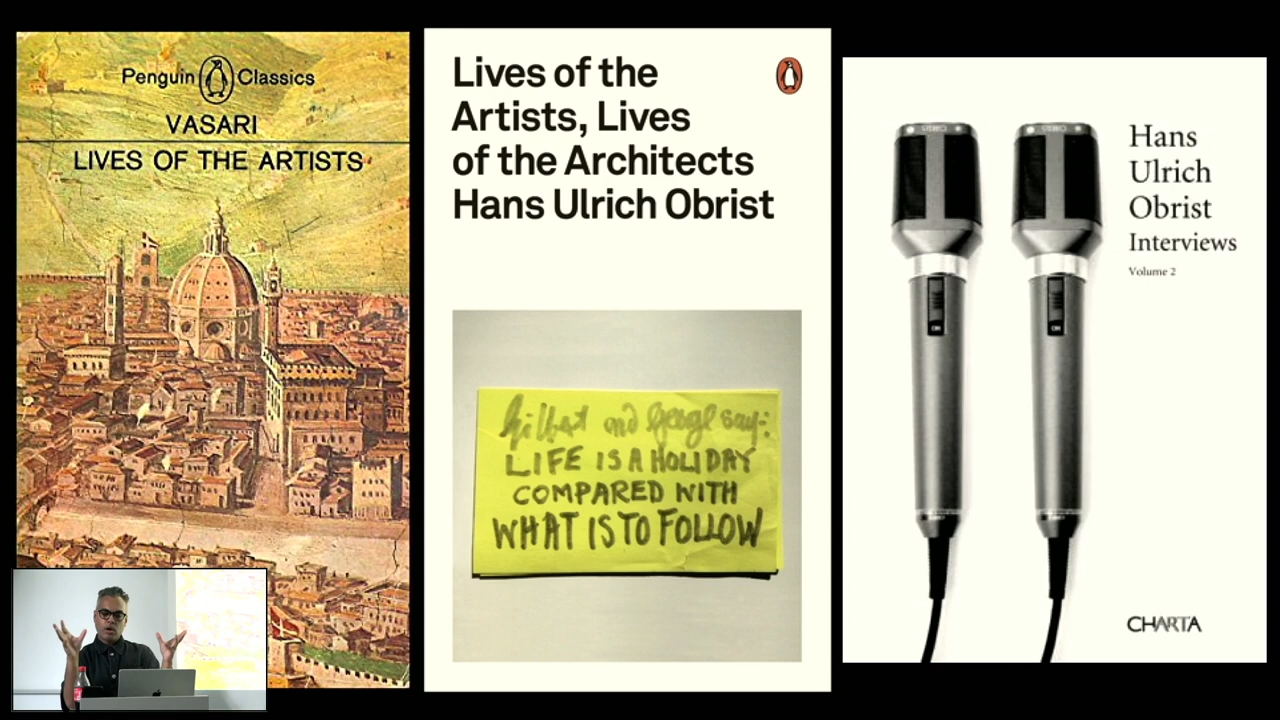 Penguin Classics
VASARI
LIVES OF THE ARTISTS
Lives of the
Artists, Lives
of the Architects
Hans Ulrich Obrist
Gilbert and George say:
LIFE IS A HOLIDAY
COMPARED WITH
WHAT IS TO FOLLOW
Hans
Ulrich
Obrist
Interviews
Volume 2
CHARTA